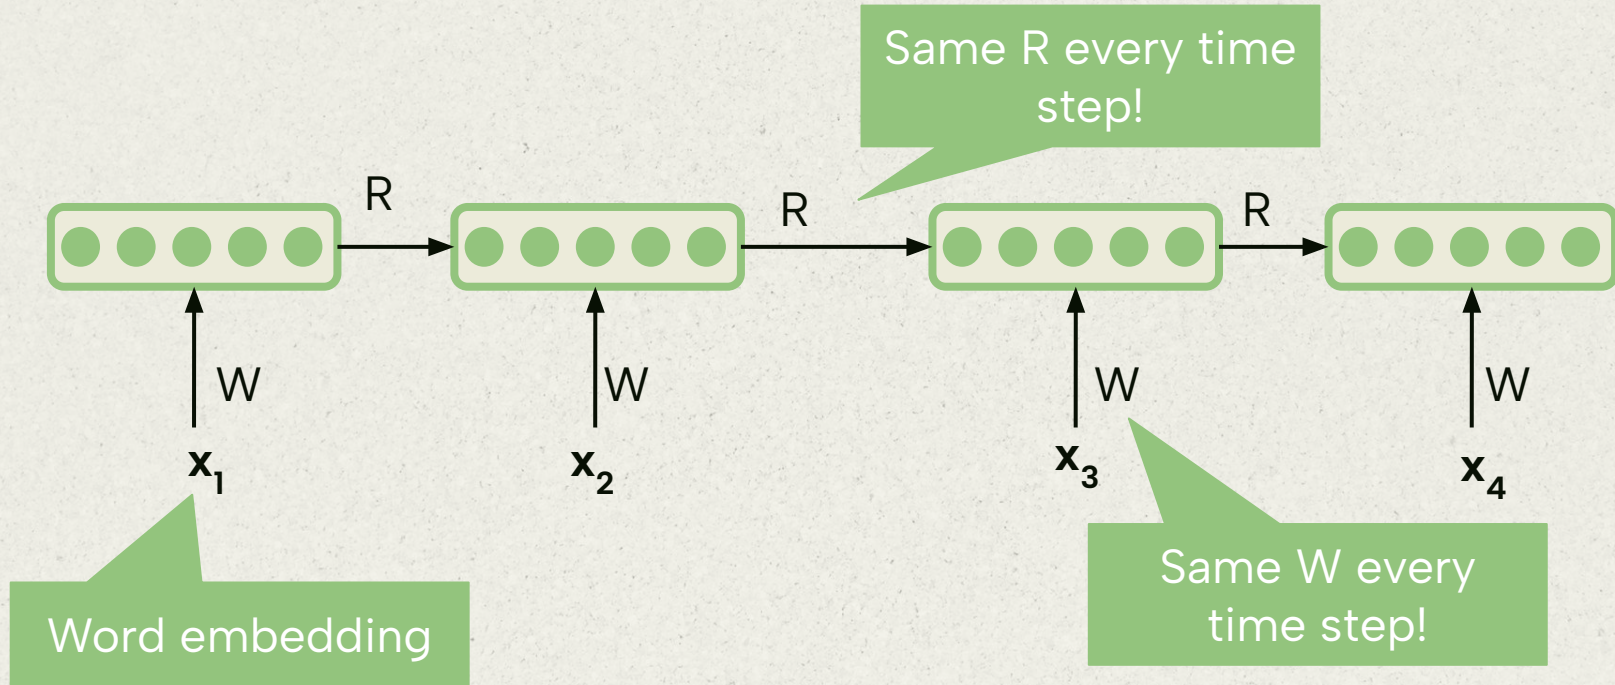 Same R every time
step!
R
R
R
W
W
W
W
x₁
x₂
x₃
x₄
Same W every
time step!
Word embedding